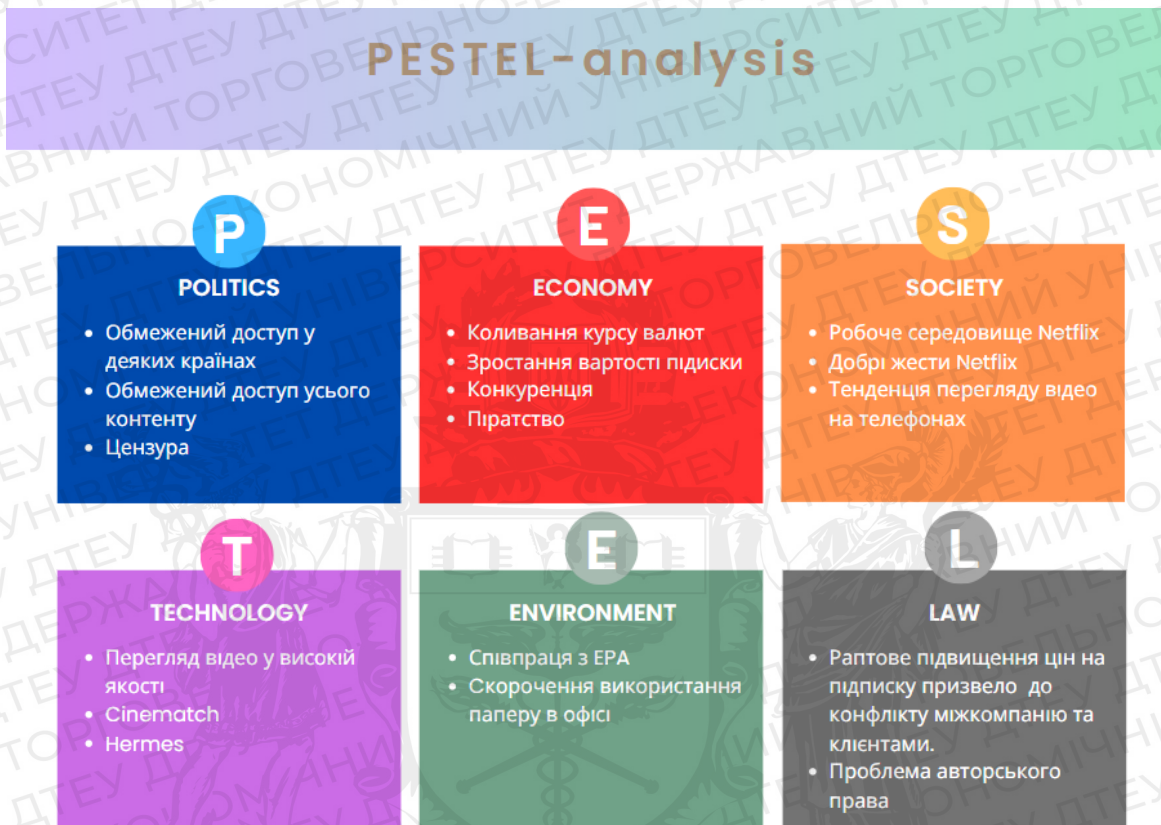 PESTEL-analysis
P
POLITICS
• Обмежений доступ у
деяких країнах
• Обмежений доступ усього
контенту
• Цензура
E
ECONOMY
• Коливання курсу валют
• Зростання вартості підиски
• Конкуренція
• Піратство
S
SOCIETY
• Робоче середовище Netflix
• Добрі жести Netflix
• Тенденція перегляду відео
на телефонах
T
TECHNOLOGY
• Перегляд відео у високій
якості
• Cinematch
• Hermes
E
ENVIRONMENT
• Співпраця з EPA
• Скорочення використання
паперу в офісі
L
LAW
• Раптове підвищення цін на
підписку призвело до
конфлікту міжкомпанію та
клієнтами.
• Проблема авторського
права